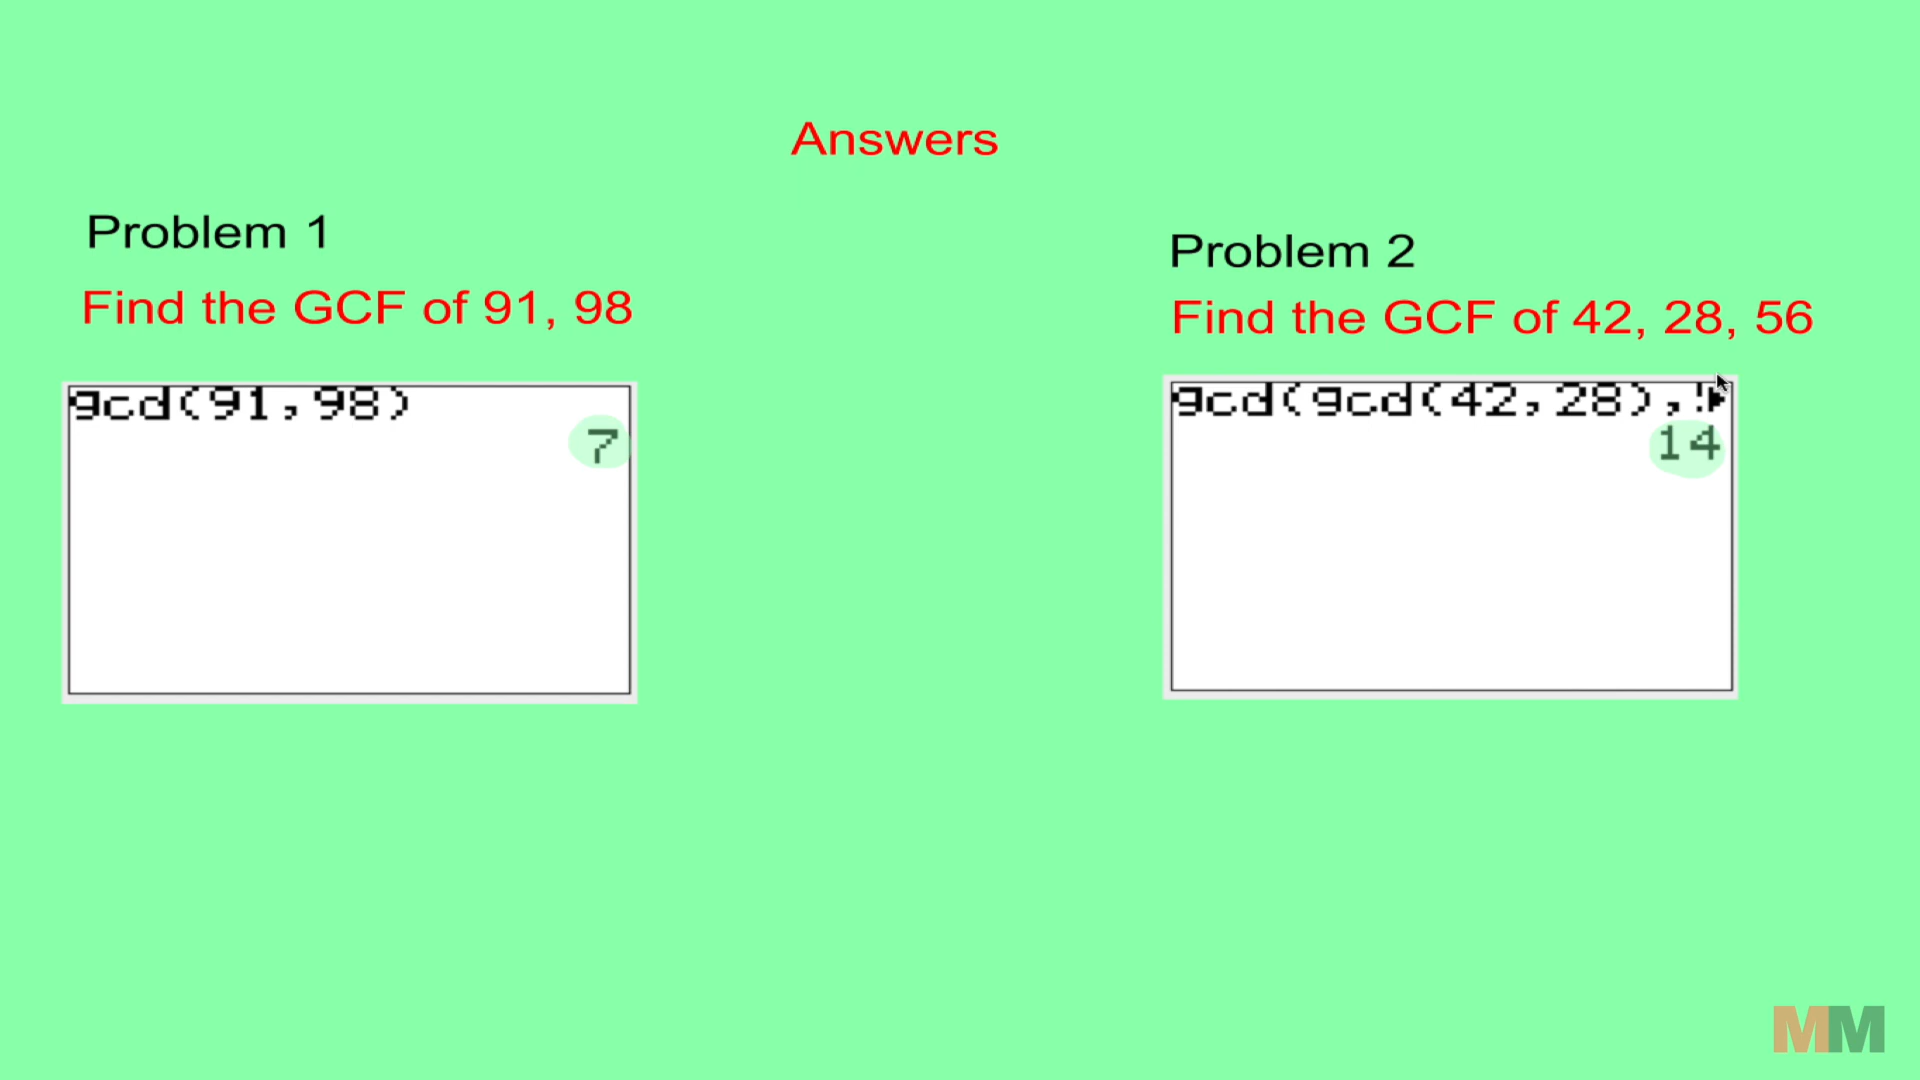 Answers
Problem 1
Find the GCF of 91, 98
gcd(91,98)
7
Problem 2
Find the GCF of 42, 28, 56
gcd(gcd(42,28),
14
MM